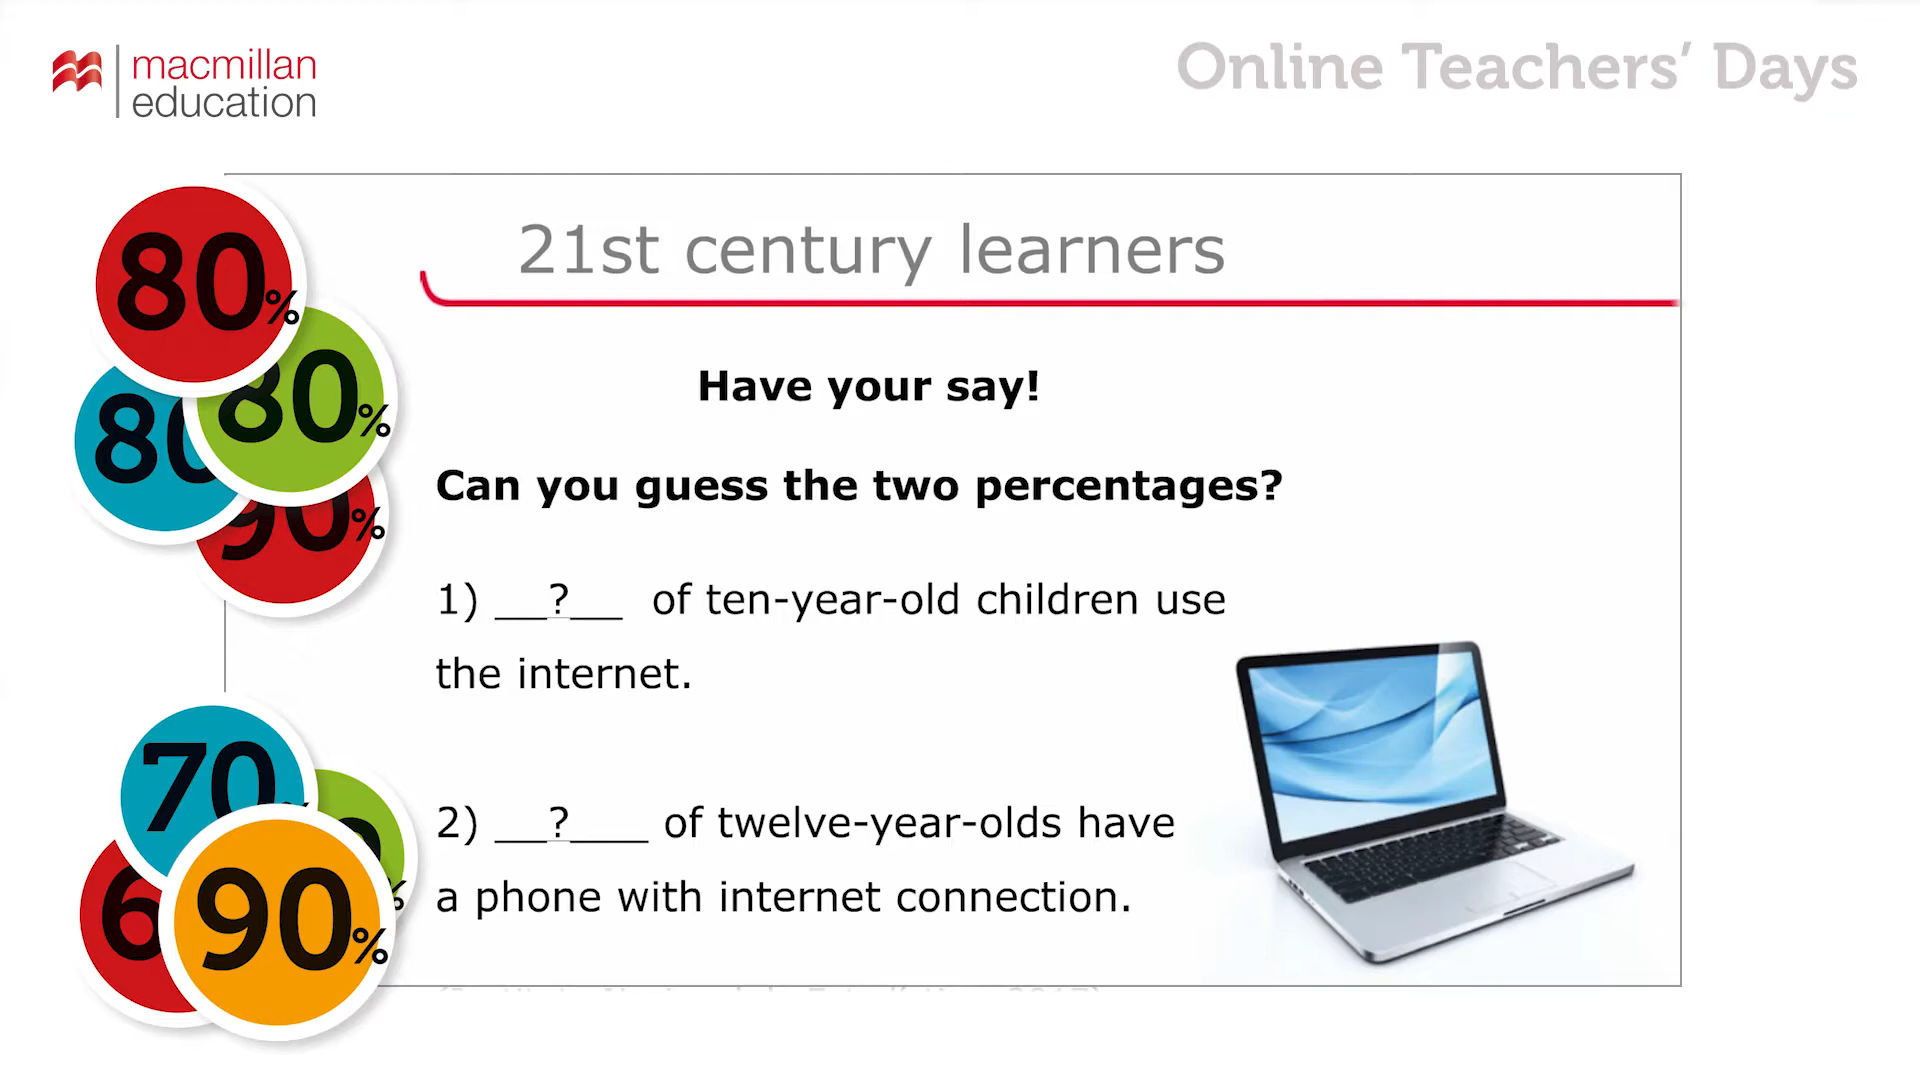 macmillan
education
Online Teachers’ Days
21st century learners
Have your say!
Can you guess the two percentages?
1) __?__ of ten-year-old children use
the internet.
2) __?___ of twelve-year-olds have
a phone with internet connection.
80%
80%
80
90%
70
90%